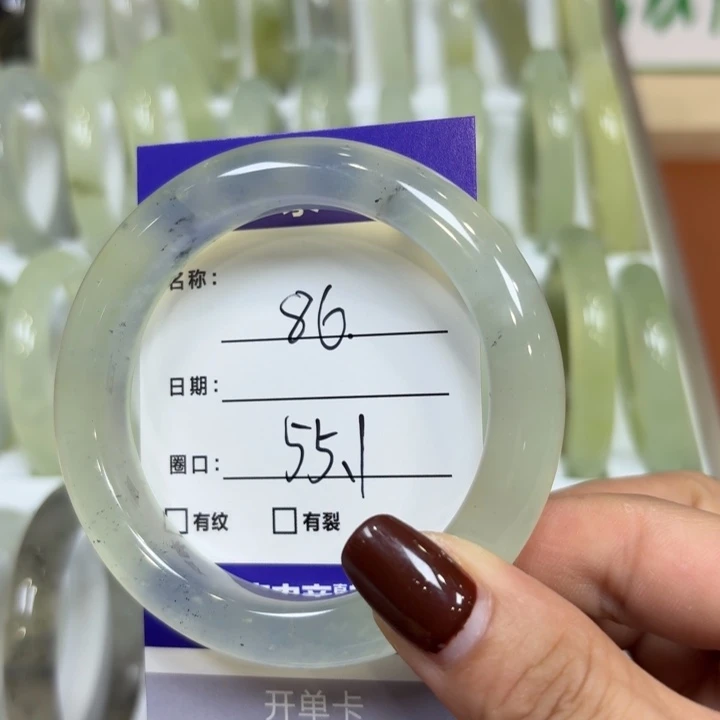 名称：
86.
日期：
圈口：
55.1
有纹 有裂
开单卡